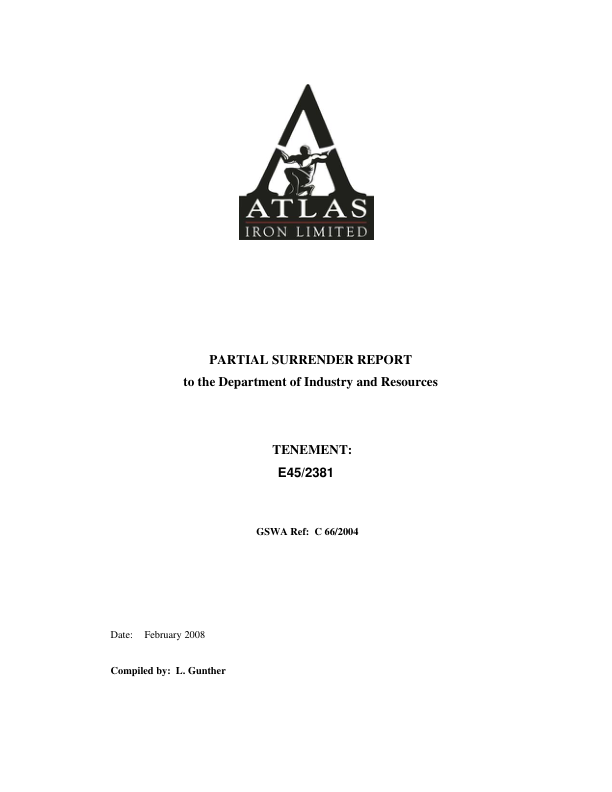 ATLAS
IRON LIMITED
PARTIAL SURRENDER REPORT
to the Department of Industry and Resources
TENEMENT:
E45/2381
GSWA Ref: C 66/2004
Date: February 2008
Compiled by: L. Gunther